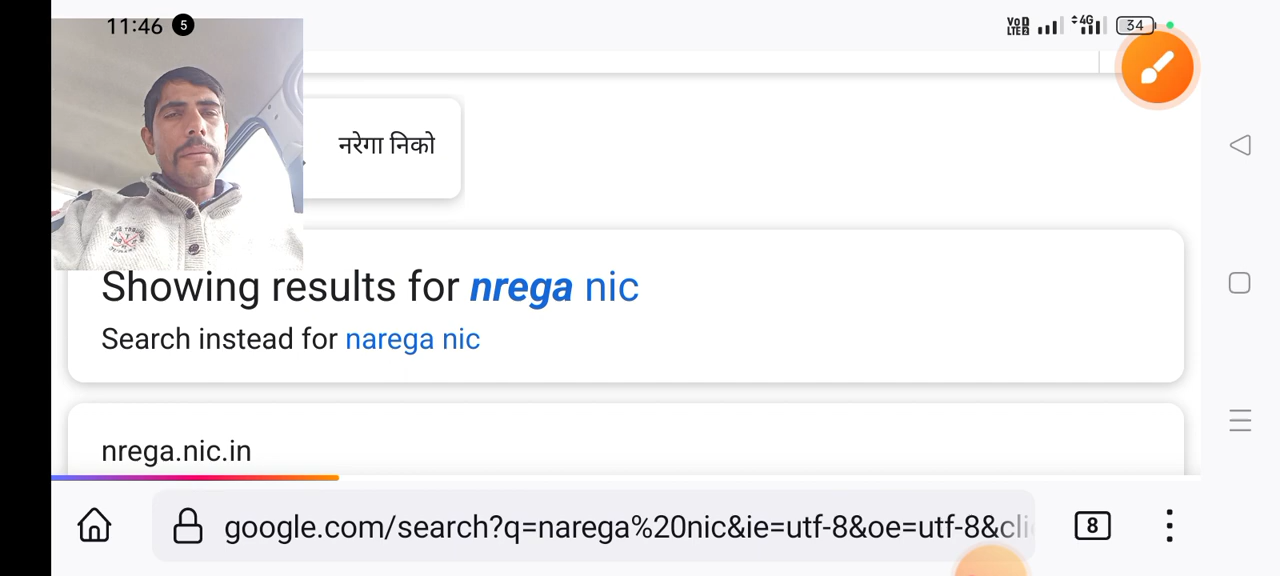 11:46 5
Vo LTE2 4G 34
नरेगा निको
Showing results for nrega nic
Search instead for narega nic
nrega.nic.in
google.com/search?q=narega%20nic&ie=utf-8&oe=utf-8&cli
8